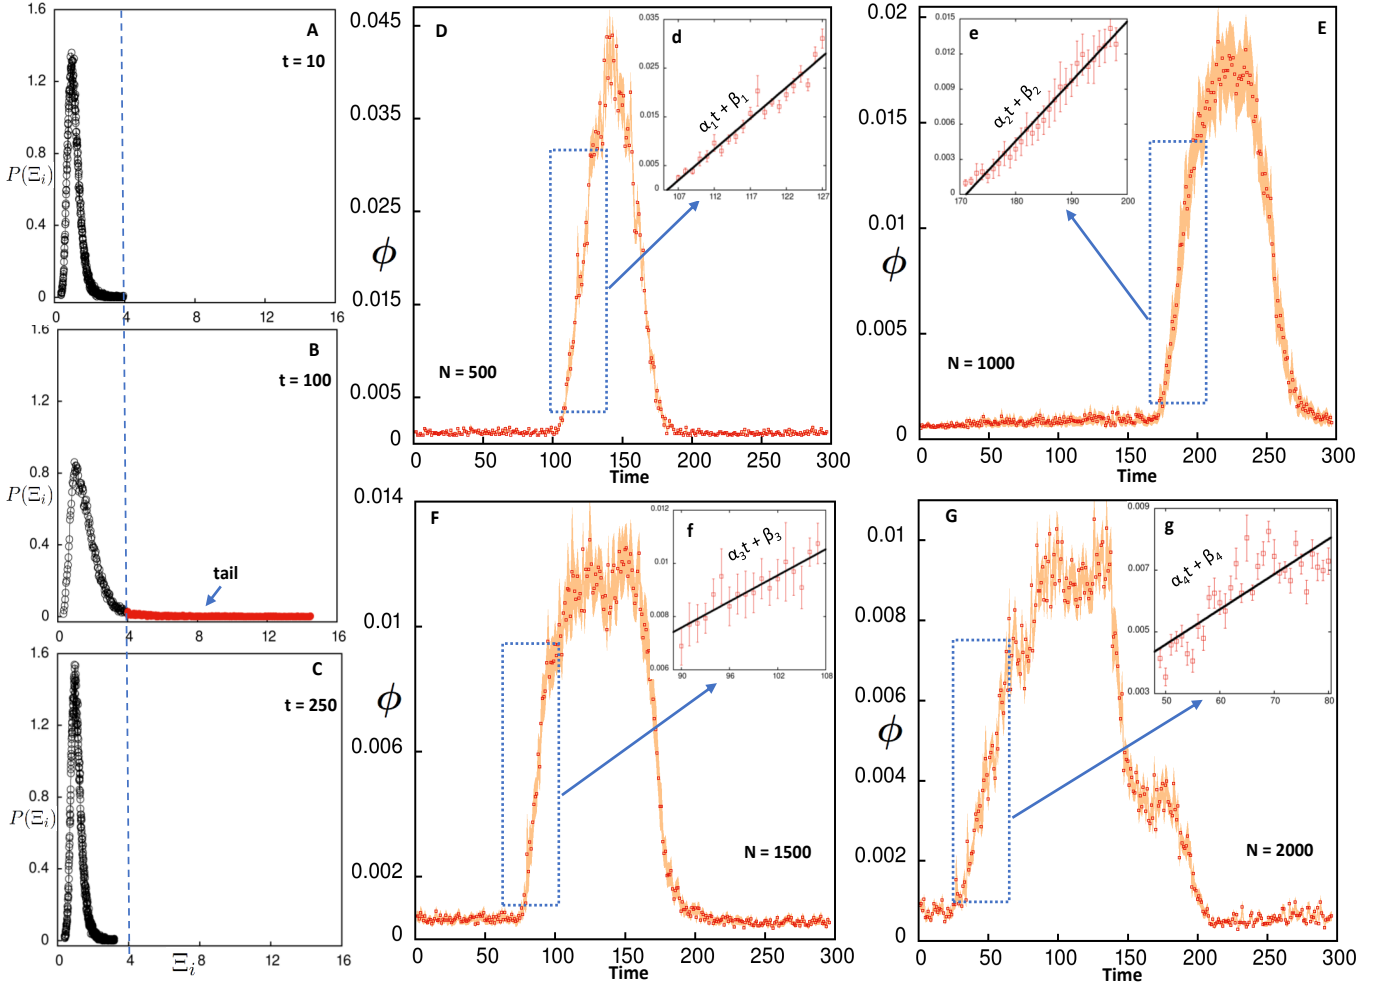 A
t = 10
1.6
1.2
0.8
0.4
0
P(Ξi)
0 4 8 12 16
B
t = 100
1.6
1.2
0.8
0.4
0
P(Ξi)
tail
0 4 8 12 16
C
t = 250
1.6
1.2
0.8
0.4
0
P(Ξi)
0 4 8 12 16
Ξi
D
0.045
0.035
0.025
0.015
0.005
0
ϕ
N = 500
0 50 100 150 200 250 300
Time
d
α1t + β1
0.035
0.025
0.015
0.005
0
107 112 117 122 127
E
0.02
0.015
0.01
0.005
0
ϕ
N = 1000
0 50 100 150 200 250 300
Time
e
α2t + β2
0.015
0.012
0.009
0.006
0.003
0
170 180 190 200
F
0.014
0.01
0.006
0.002
0
ϕ
N = 1500
0 50 100 150 200 250 300
Time
f
α3t + β3
0.012
0.01
0.008
0.006
90 96 102 108
G
0.01
0.008
0.006
0.004
0.002
0
ϕ
N = 2000
0 50 100 150 200 250 300
Time
g
α4t + β4
0.009
0.007
0.005
0.003
50 60 70 80